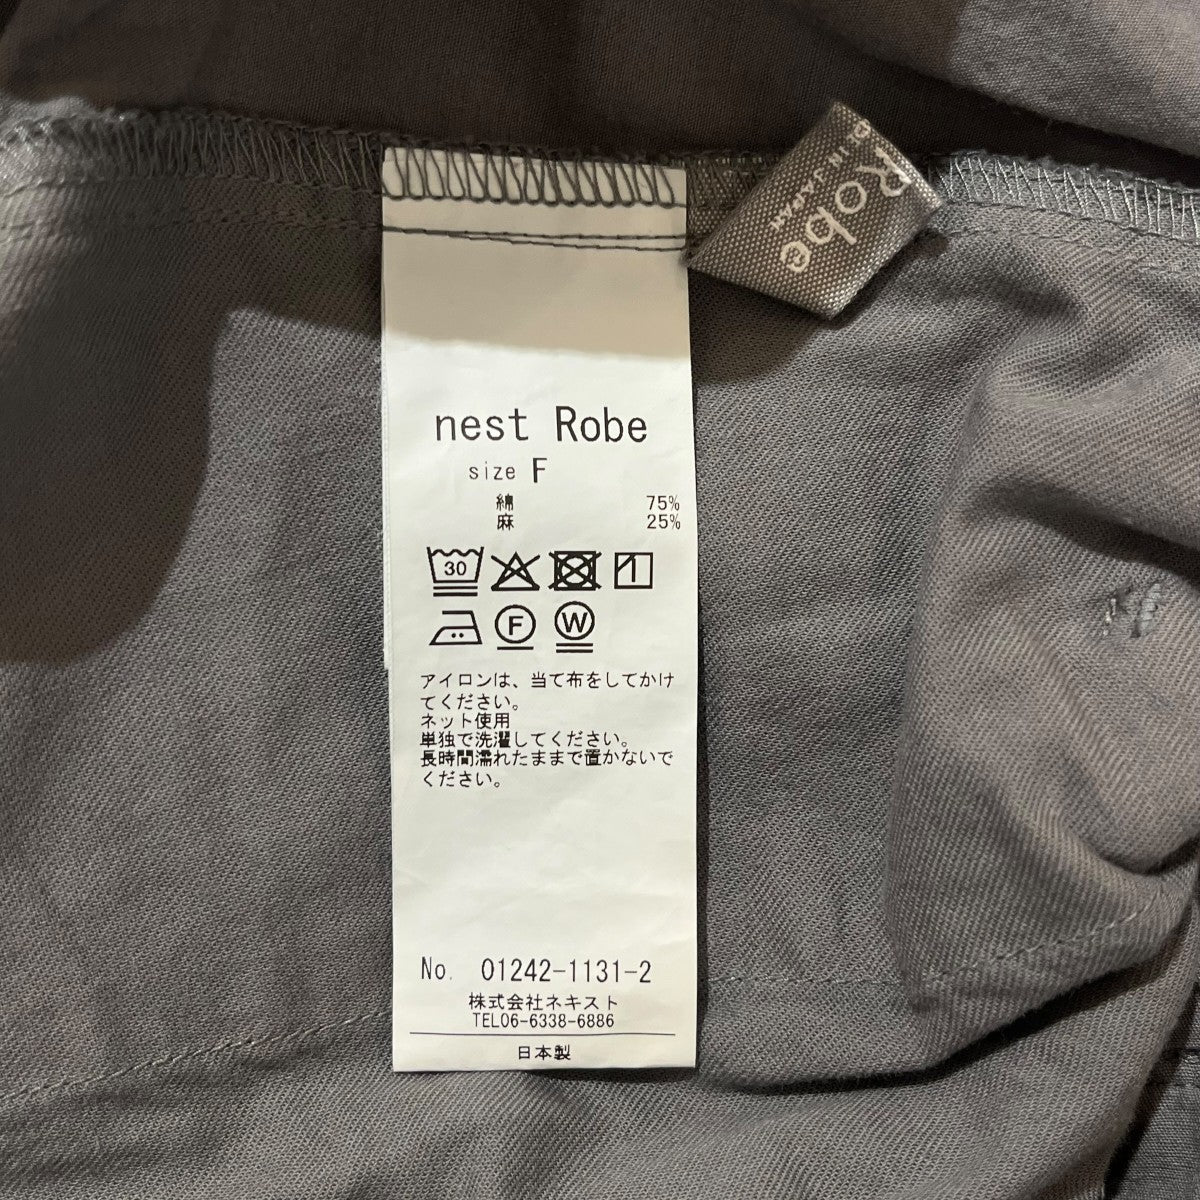 Robe
E IN JAPAN
nest Robe
size F
綿 75%
麻 25%
30
F W
アイロンは、当て布をしてかけ
てください。
ネット使用
単独で洗濯してください。
長時間濡れたままで置かないで
ください。
No. 01242-1131-2
株式会社ネキスト
TEL06-6338-6886
日本製